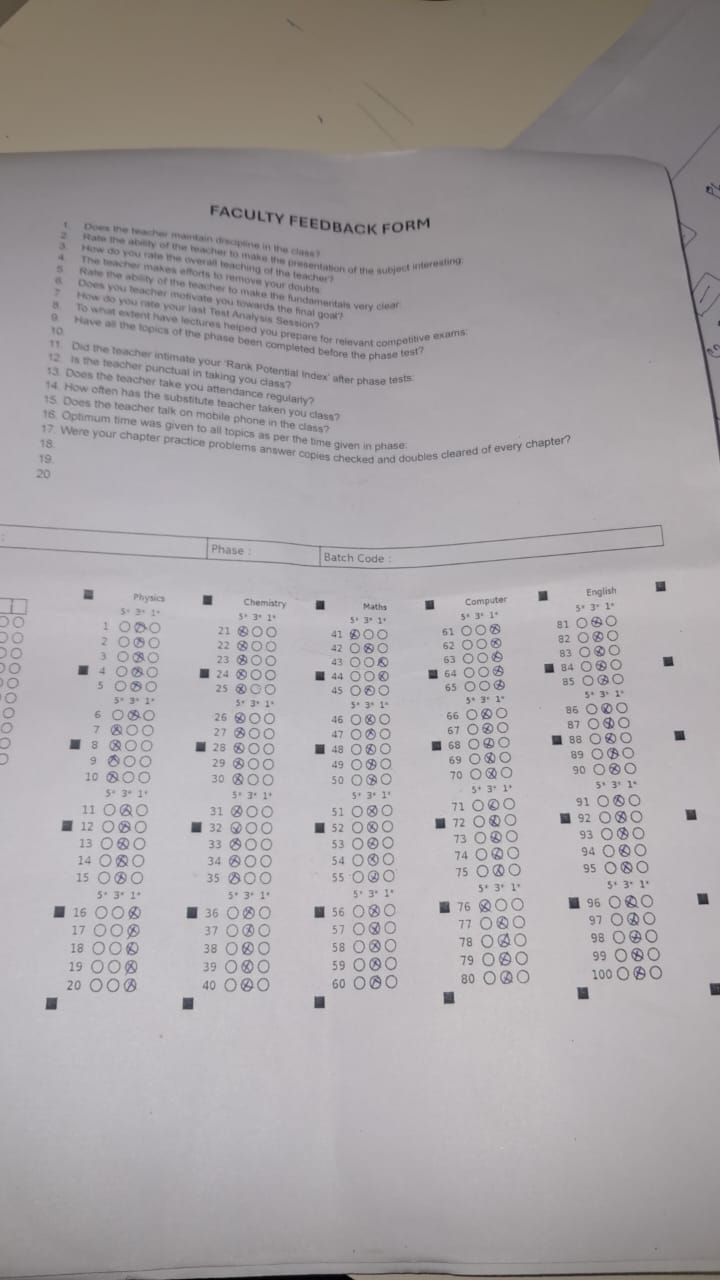 FACULTY FEEDBACK FORM
1. Does the teacher maintain discipline in the class?
2. Rate the ability of the teacher to make the presentation of the subject interesting.
3. How do you rate the overall teaching of the teacher?
4. The teacher makes efforts to remove your doubts
5. Rate the ability of the teacher to make the fundamentals very clear
6. Does you teacher motivate you towards the final goal?
7. How do you rate your last Test Analysis Session?
8. To what extent have lectures helped you prepare for relevant competitive exams.
9. Have all the topics of the phase been completed before the phase test?
10.
11. Did the teacher intimate your 'Rank Potential Index' after phase tests.
12. Is the teacher punctual in taking you class?
13. Does the teacher take you attendance regularly?
14. How often has the substitute teacher taken you class?
15. Does the teacher talk on mobile phone in the class?
16. Optimum time was given to all topics as per the time given in phase.
17. Were your chapter practice problems answer copies checked and doubles cleared of every chapter?
18.
19.
20
Phase : Batch Code :
Physics Chemistry Maths Computer English
5* 3* 1* 5* 3* 1* 5* 3* 1* 5* 3* 1* 5* 3* 1*
1 21 41 61 81
2 22 42 62 82
3 23 43 63 83
4 24 44 64 84
5 25 45 65 85
5* 3* 1* 5* 3* 1* 5* 3* 1* 5* 3* 1* 5* 3* 1*
6 26 46 66 86
7 27 47 67 87
8 28 48 68 88
9 29 49 69 89
10 30 50 70 90
5* 3* 1* 5* 3* 1* 5* 3* 1* 5* 3* 1* 5* 3* 1*
11 31 51 71 91
12 32 52 72 92
13 33 53 73 93
14 34 54 74 94
15 35 55 75 95
5* 3* 1* 5* 3* 1* 5* 3* 1* 5* 3* 1* 5* 3* 1*
16 36 56 76 96
17 37 57 77 97
18 38 58 78 98
19 39 59 79 99
20 40 60 80 100